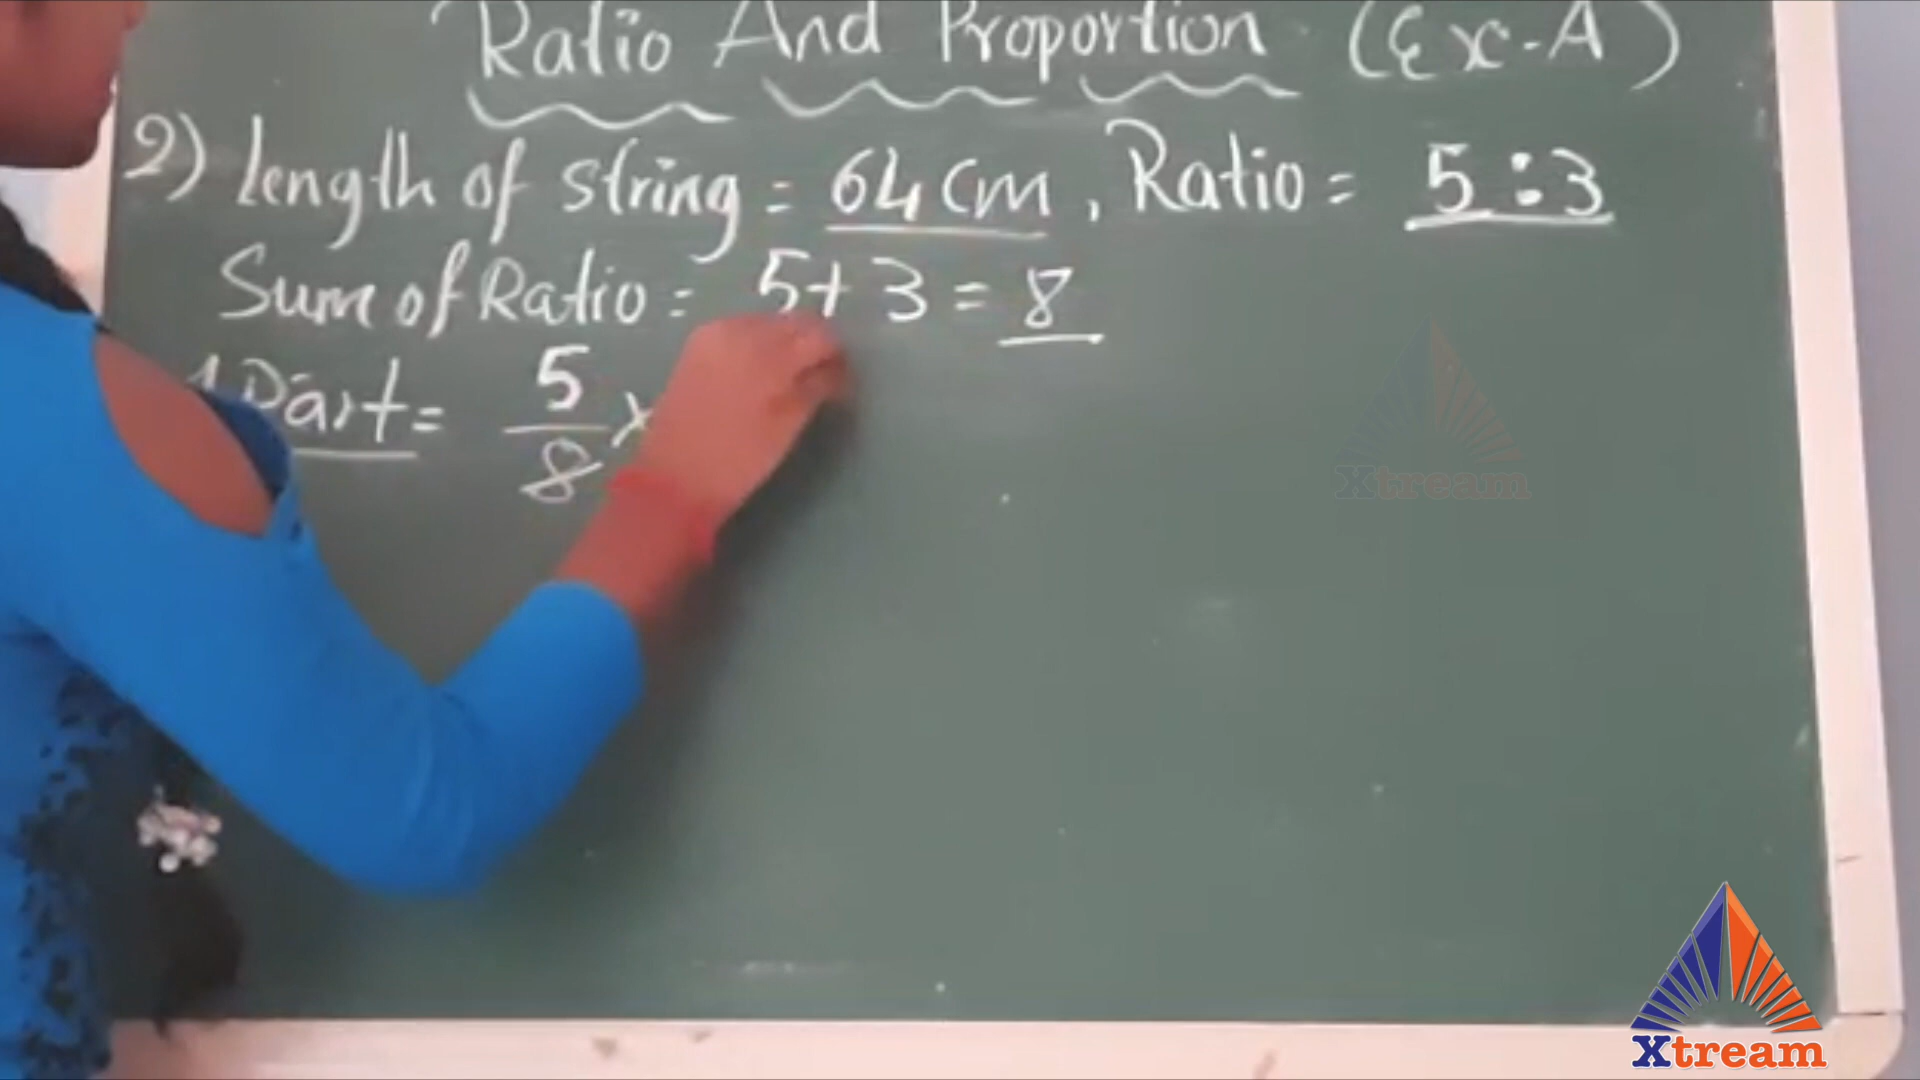 Ratio And Proportion (Ex-A)
2) Length of string = 64 cm, Ratio = 5:3
Sum of Ratio = 5+3 = 8
Part = 5/8 x
Xtream
Xtream